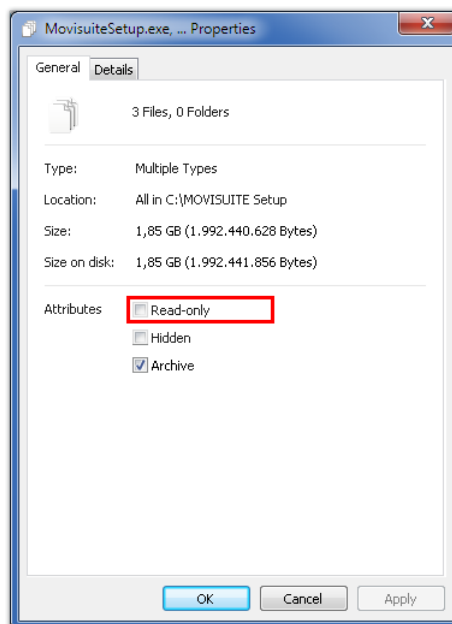 MovisuiteSetup.exe, ... Properties
General Details
3 Files, 0 Folders
Type: Multiple Types
Location: All in C:\MOVISUITE Setup
Size: 1,85 GB (1.992.440.628 Bytes)
Size on disk: 1,85 GB (1.992.441.856 Bytes)
Attributes Read-only
Hidden
Archive
OK Cancel Apply